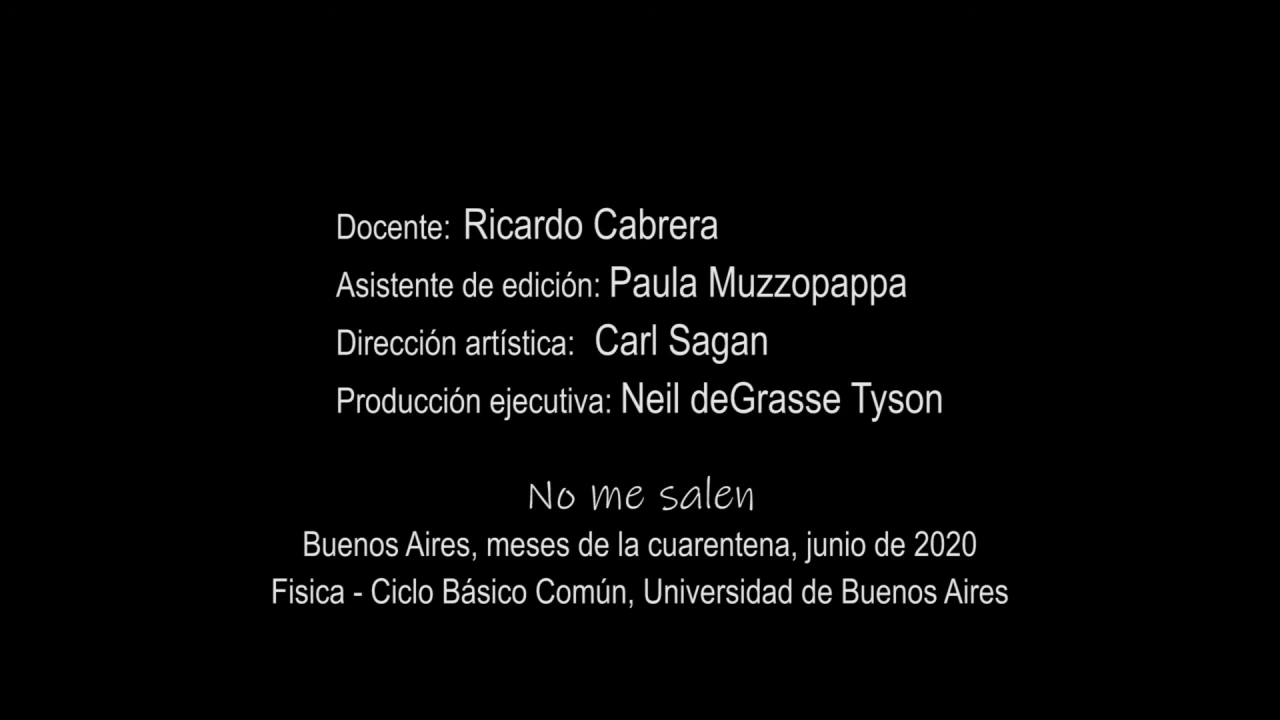 Docente: Ricardo Cabrera
Asistente de edición: Paula Muzzopappa
Dirección artística: Carl Sagan
Producción ejecutiva: Neil deGrasse Tyson
No me salen
Buenos Aires, meses de la cuarentena, junio de 2020
Fisica - Ciclo Básico Común, Universidad de Buenos Aires